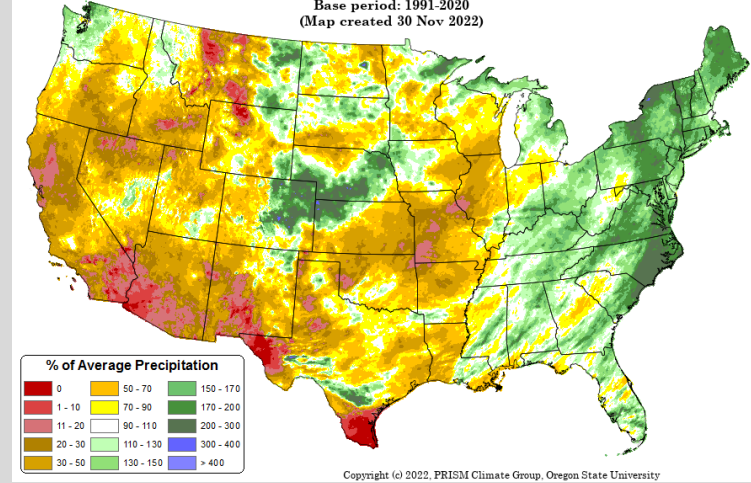 Base period: 1991-2020
(Map created 30 Nov 2022)
% of Average Precipitation
0
1 - 10
11 - 20
20 - 30
30 - 50
50 - 70
70 - 90
90 - 110
110 - 130
130 - 150
150 - 170
170 - 200
200 - 300
300 - 400
> 400
Copyright (c) 2022, PRISM Climate Group, Oregon State University